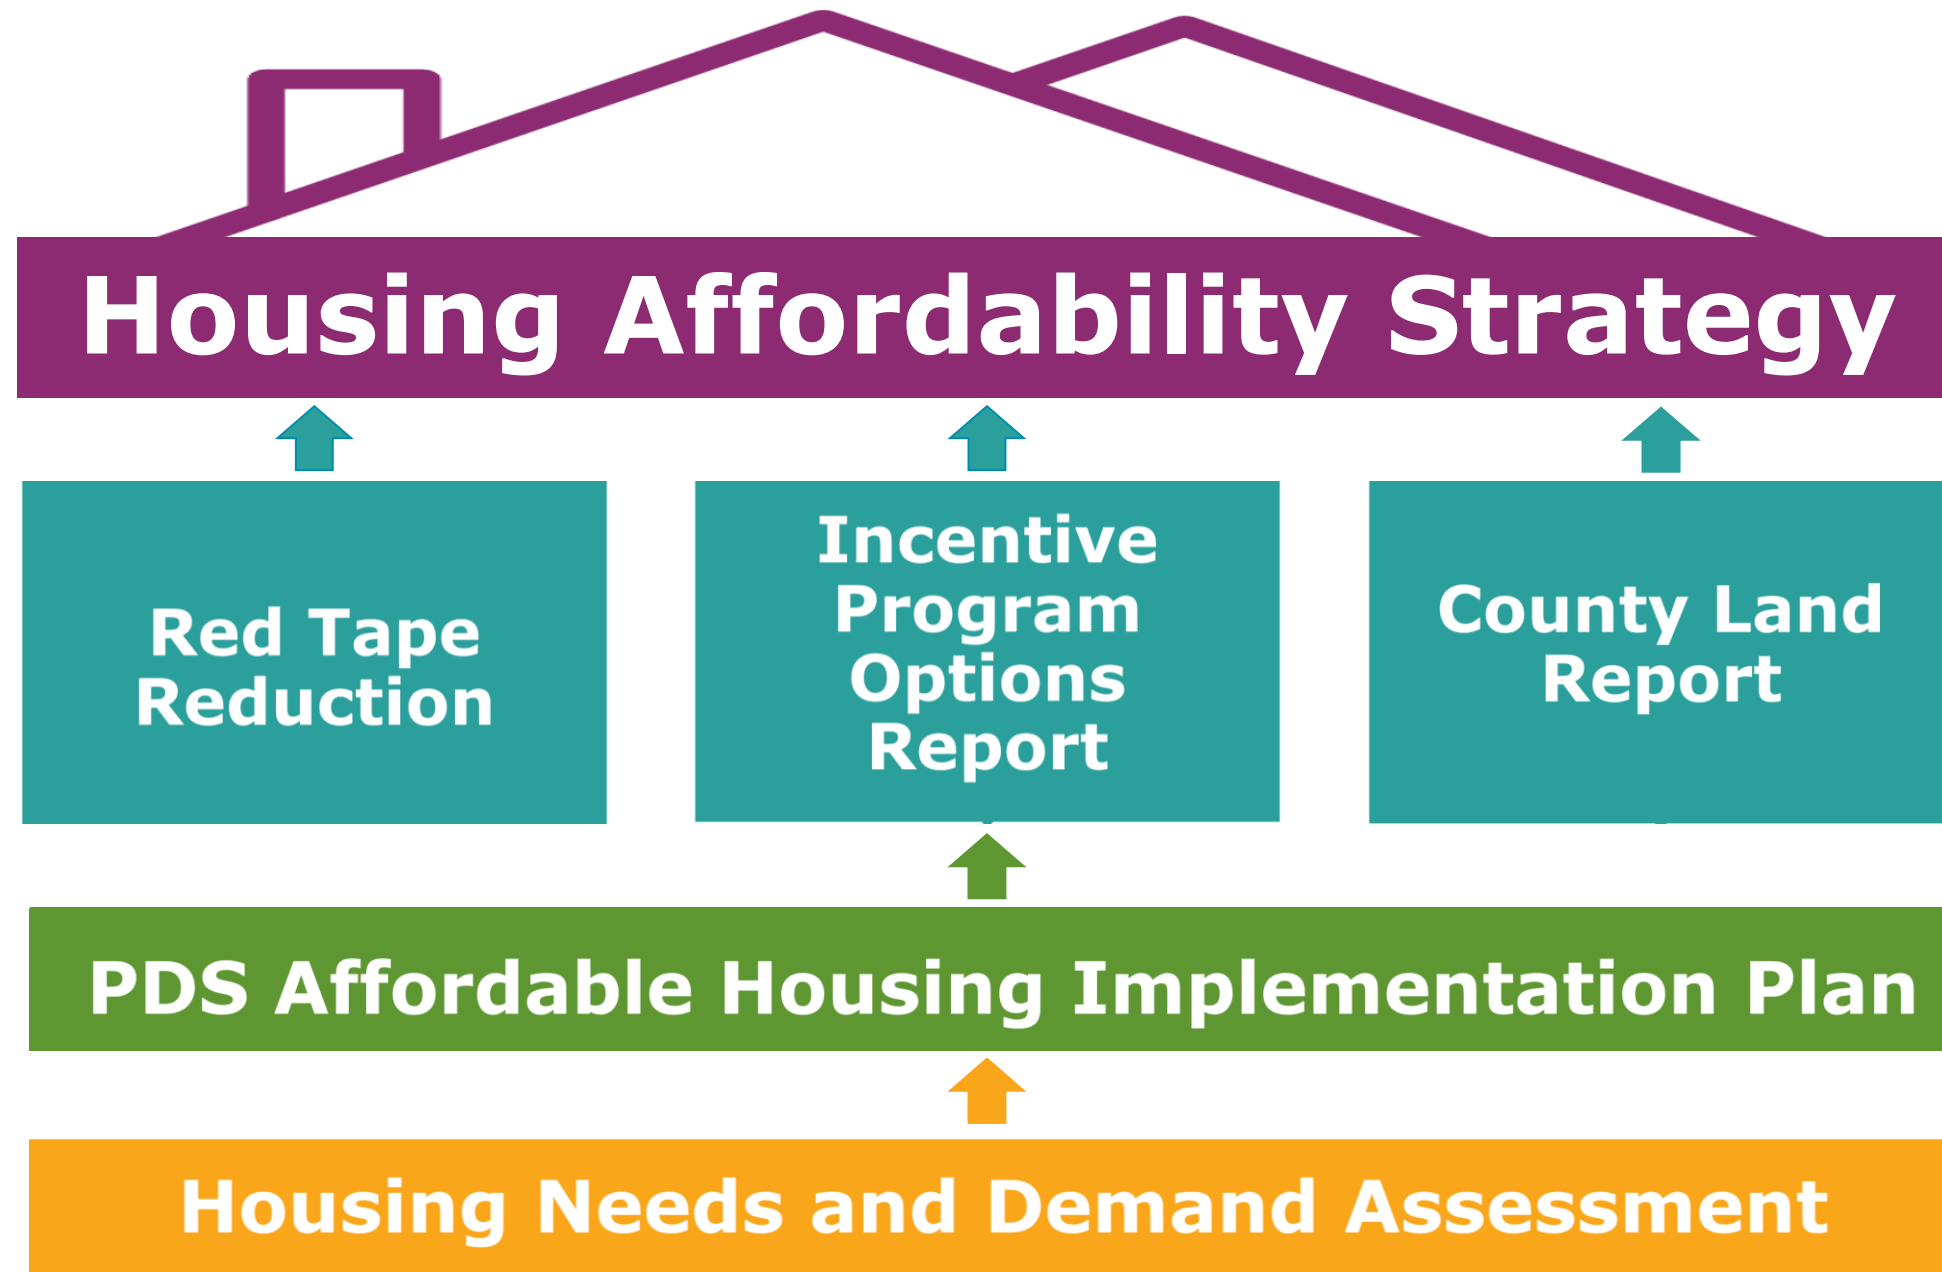 Housing Affordability Strategy
Red Tape
Reduction
Incentive
Program
Options
Report
County Land
Report
PDS Affordable Housing Implementation Plan
Housing Needs and Demand Assessment